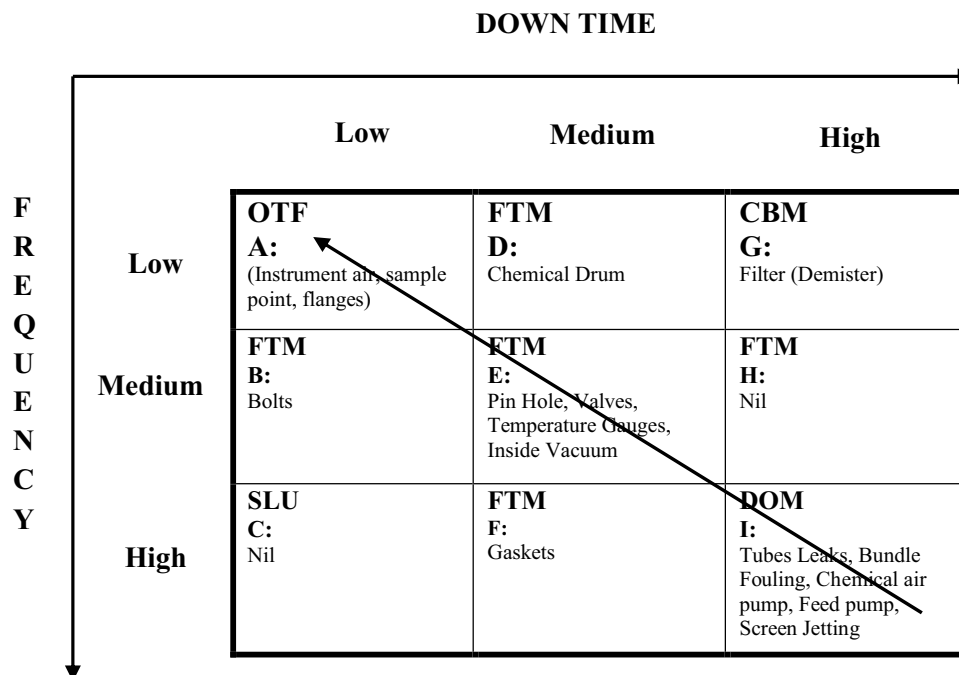 DOWN TIME
Low Medium High
FREQUENCY
Low
OTF
A:
(Instrument air, sample
point, flanges)
FTM
D:
Chemical Drum
CBM
G:
Filter (Demister)
Medium
FTM
B:
Bolts
FTM
E:
Pin Hole, Valves,
Temperature Gauges,
Inside Vacuum
FTM
H:
Nil
High
SLU
C:
Nil
FTM
F:
Gaskets
DOM
I:
Tubes Leaks, Bundle
Fouling, Chemical air
pump, Feed pump,
Screen Jetting